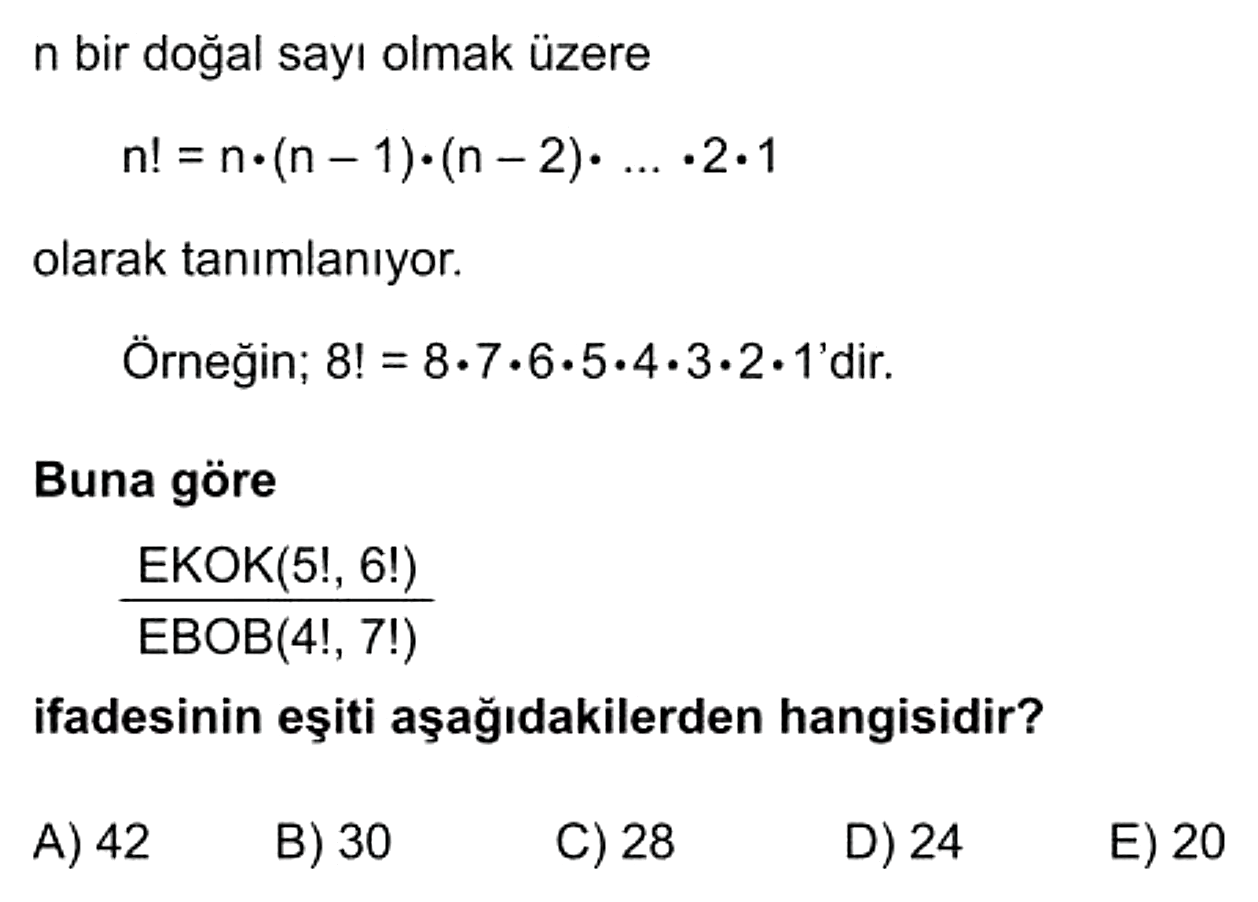 n bir doğal sayı olmak üzere
n! = n•(n – 1)•(n – 2)• ... •2•1
olarak tanımlanıyor.
Örneğin; 8! = 8•7•6•5•4•3•2•1’dir.
Buna göre
EKOK(5!, 6!)
EBOB(4!, 7!)
ifadesinin eşiti aşağıdakilerden hangisidir?
A) 42 B) 30 C) 28 D) 24 E) 20